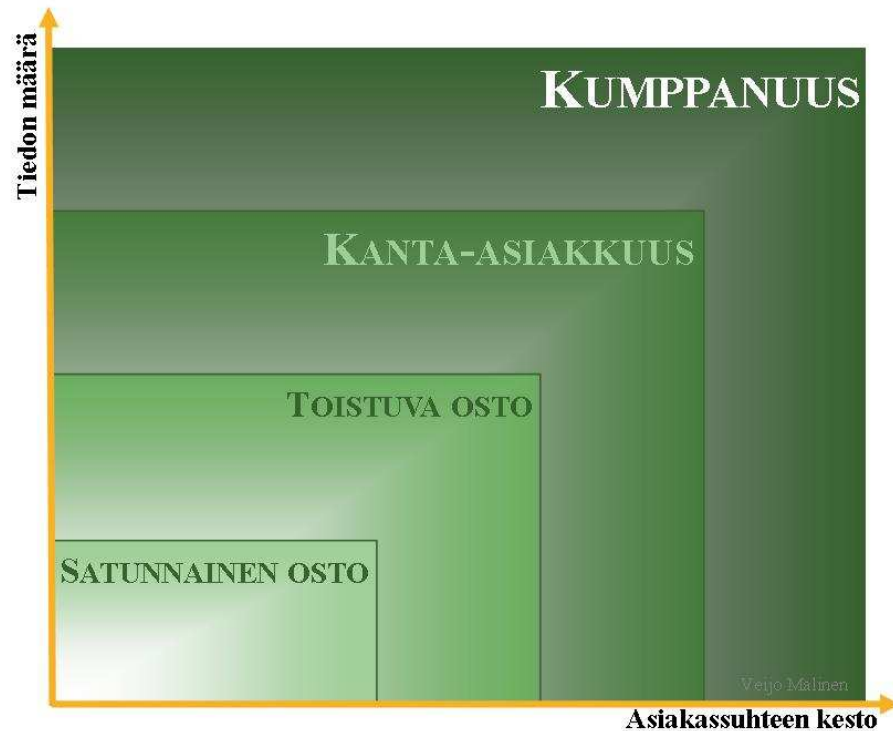 Tiedon määrä
KUMPPANUUS
KANTA-ASIAKKUUS
TOISTUVA OSTO
SATUNNAINEN OSTO
Veijo Malinen
Asiakassuhteen kesto